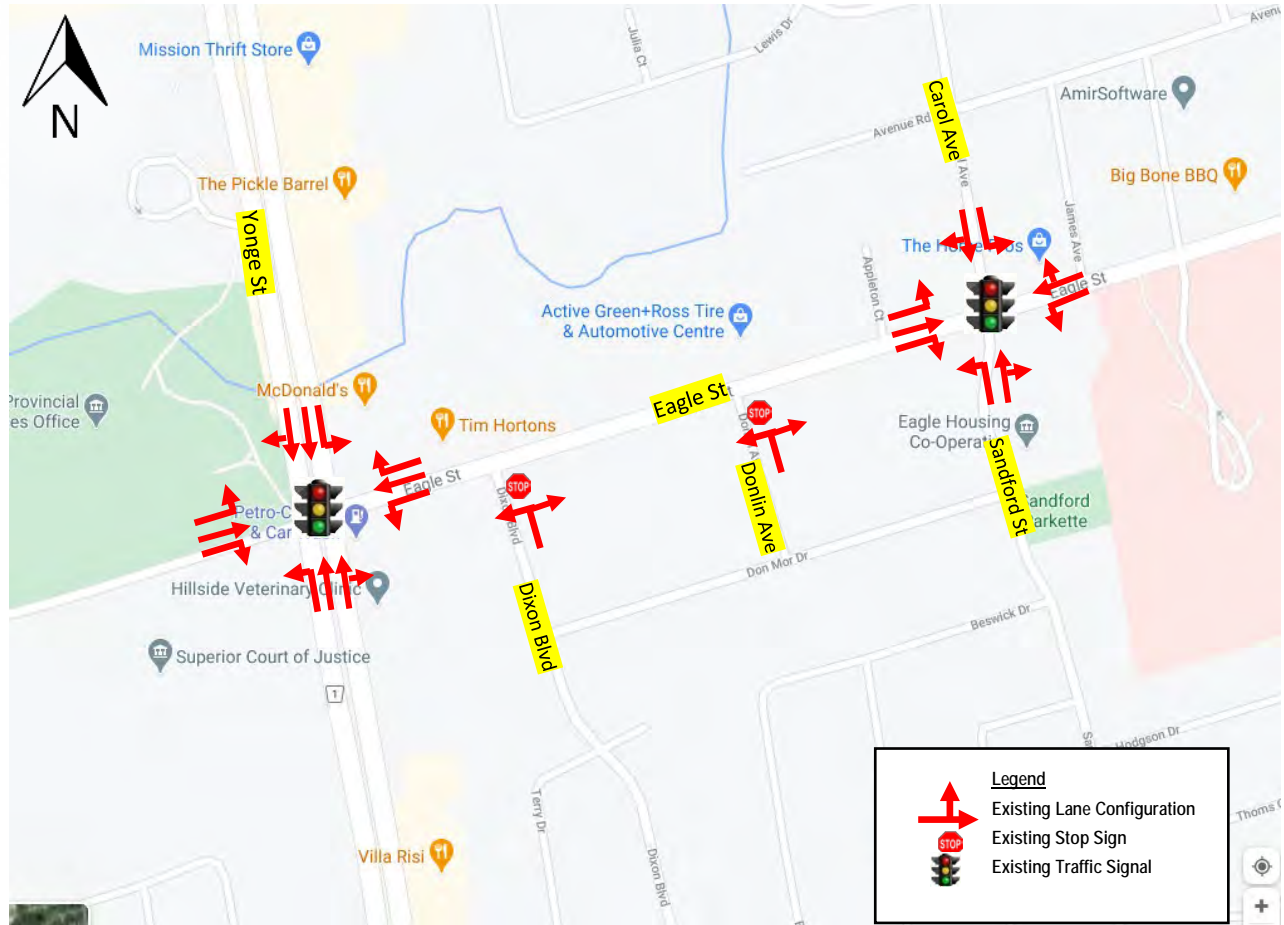 N
Mission Thrift Store
Julia Ct
Lewis Dr
Carol Ave
Avenue Rd
AmirSoftware
The Pickle Barrel
Big Bone BBQ
Yonge St
James Ave
Appleton Ct
Eagle St
Active Green+Ross Tire
& Automotive Centre
McDonald's
Provincial
es Office
Tim Hortons
Eagle St
STOP
Eagle Housing
Co-Operati
Donlin Ave
Sandford St
Eagle St
STOP
Petro-C
& Car
Don Mor Dr
Hillside Veterinary Clinic
Dixon Blvd
Beswick Dr
Superior Court of Justice
1
Hodgson Dr
Terry Dr
Dixon Blvd
Villa Risi
Legend
Existing Lane Configuration
STOP
Existing Stop Sign
Existing Traffic Signal